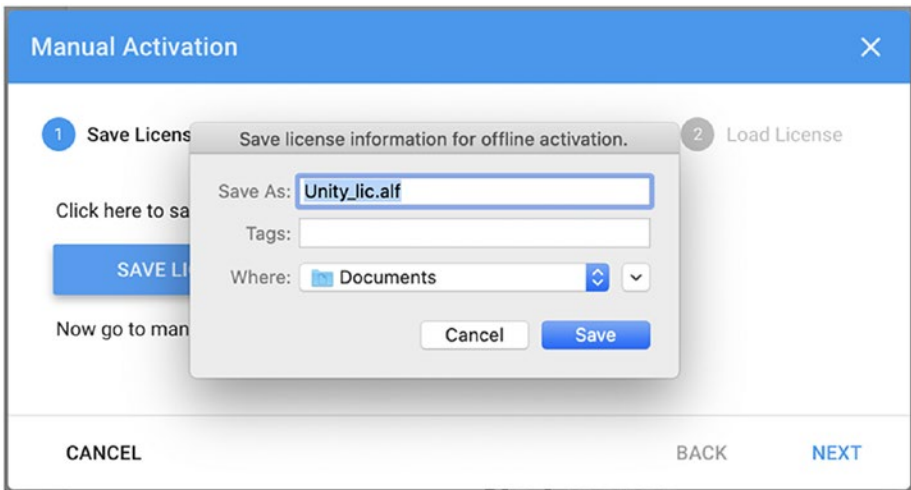 Manual Activation
1 Save Licens
2 Load License
Save license information for offline activation.
Save As: Unity_lic.alf
Click here to sa
Tags:
SAVE LI
Where: Documents
Now go to man
Cancel Save
CANCEL BACK NEXT